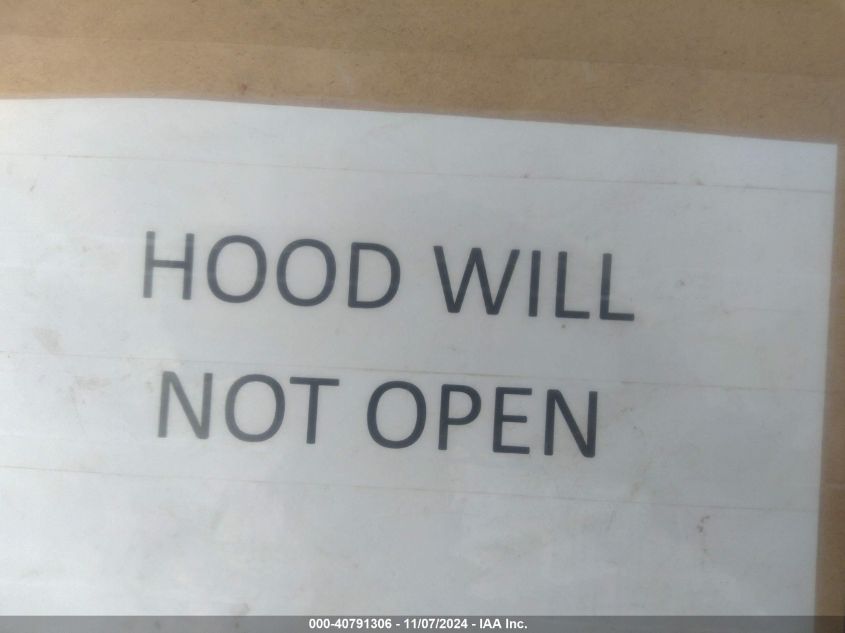 HOOD WILL
NOT OPEN
000-40791306 - 11/07/2024 - IAA Inc.